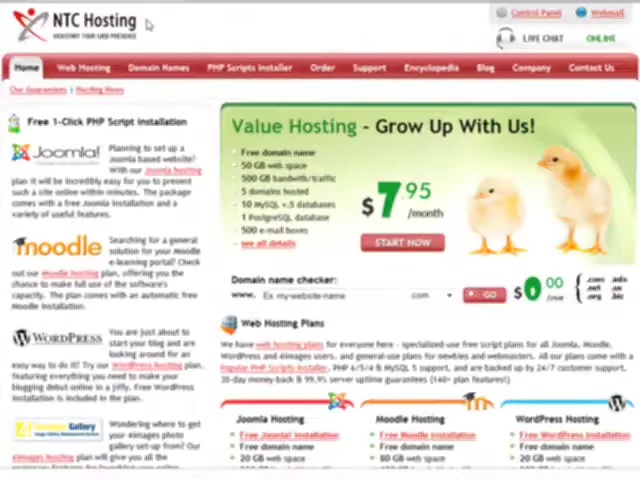 NTC Hosting
Control Panel
Webmail
LIVE CHAT ONLINE
Home Web Hosting Domain Names PHP Scripts Installer Order Support Encyclopedia Blog Company Contact Us
Our Guarantees | Hosting News
Free 1-Click PHP Script Installation
Joomla!
Planning to set up a
Joomla based website?
With our Joomla hosting
plan it will be incredibly easy for you to present
such a site online within minutes. The package
comes with a free Joomla installation and a
variety of useful features.
moodle
Searching for a general
solution for your Moodle
e-learning portal? Check
out our Moodle hosting plan, offering you the
chance to make full use of the software's
capacity. The plan comes with an automatic free
Moodle installation.
WORDPRESS
You are just about to
start your blog and are
looking around for an
easy way to do it? Try our WordPress hosting plan,
featuring everything you need to make your
blogging debut online in a jiffy. Free WordPress
installation is included in the plan.
Gallery
Wondering where to get
your 4images photo
gallery set-up from? Our
4images hosting plan will give you all the
Value Hosting - Grow Up With Us!
Free domain name
50 GB web space
500 GB bandwith/traffic
5 domains hosted
10 MySQL v.5 databases
1 PostgreSQL database
500 e-mail boxes
see all details
$7.95
/month
START NOW
Domain name checker:
www. Ex my-website-name .com GO
$0.00
.com .info
.net .us
.org .biz
Web Hosting Plans
We have web hosting plans for everyone here - specialized-use free script plans for all Joomla, Moodle,
WordPress and 4images users, and general-use plans for newbies and webmasters. All our plans come with a
Popular PHP Scripts Installer, PHP 6/5/4 & MySQL 5 support, and are backed up by 24/7 customer support,
30-day money-back & 99.9% server uptime guarantees (140+ plan features!)
Joomla Hosting
Free Joomla! Installation
Free domain name
20 GB web space
Moodle Hosting
Free Moodle Installation
Free domain name
80 GB web space
WordPress Hosting
Free WordPress Installation
Free domain name
20 GB web space